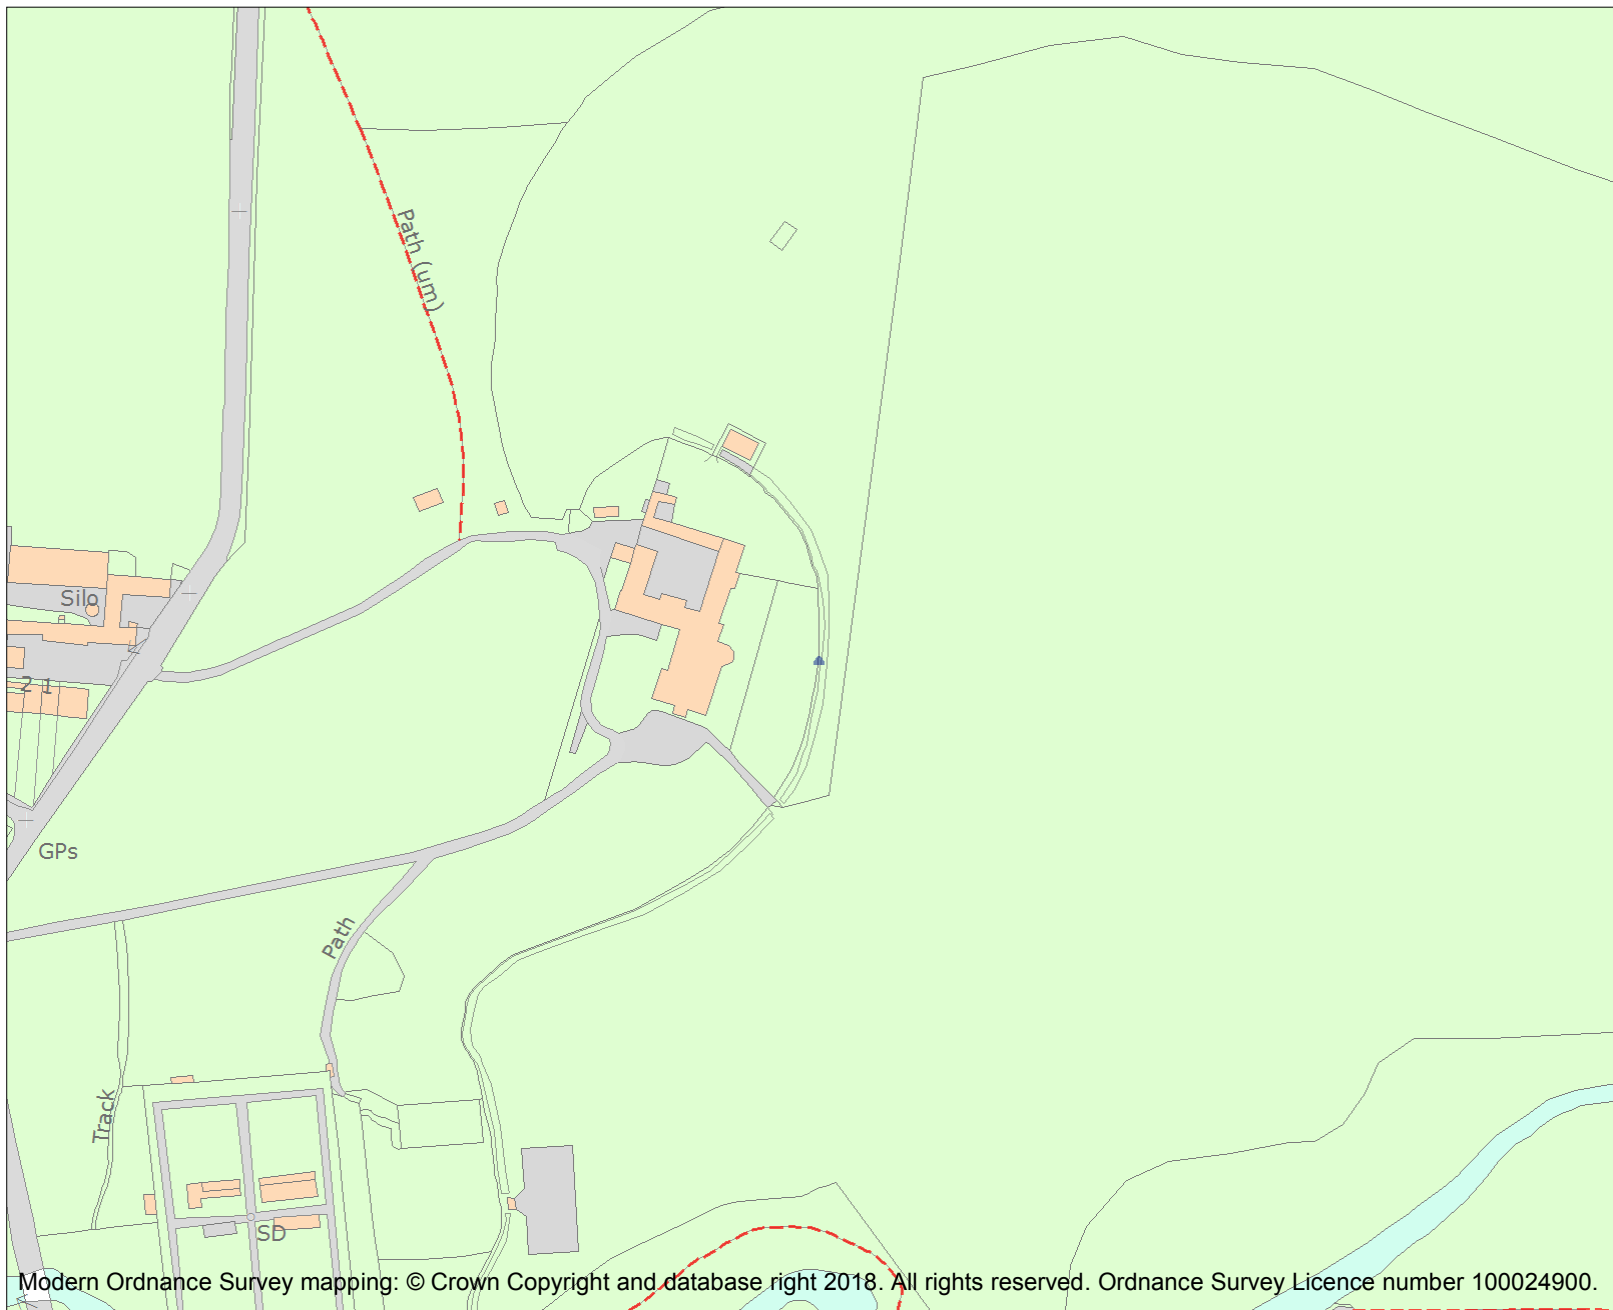 Path (um)
Silo
2 1
GPs
Path
Track
SD
Modern Ordnance Survey mapping: © Crown Copyright and database right 2018. All rights reserved. Ordnance Survey Licence number 100024900.